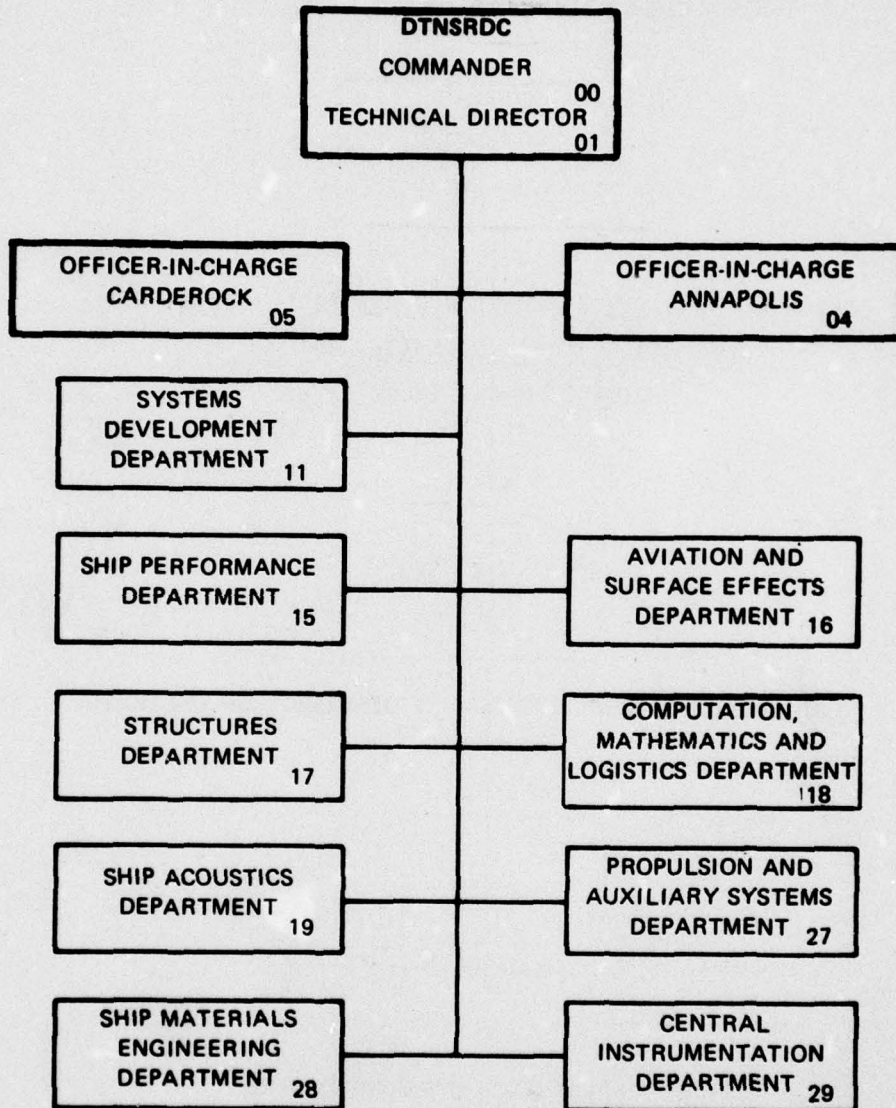 DTNSRDC
COMMANDER
00
TECHNICAL DIRECTOR
01
OFFICER-IN-CHARGE
CARDEROCK
05
OFFICER-IN-CHARGE
ANNAPOLIS
04
SYSTEMS
DEVELOPMENT
DEPARTMENT
11
SHIP PERFORMANCE
DEPARTMENT
15
AVIATION AND
SURFACE EFFECTS
DEPARTMENT
16
STRUCTURES
DEPARTMENT
17
COMPUTATION,
MATHEMATICS AND
LOGISTICS DEPARTMENT
18
SHIP ACOUSTICS
DEPARTMENT
19
PROPULSION AND
AUXILIARY SYSTEMS
DEPARTMENT
27
SHIP MATERIALS
ENGINEERING
DEPARTMENT
28
CENTRAL
INSTRUMENTATION
DEPARTMENT
29